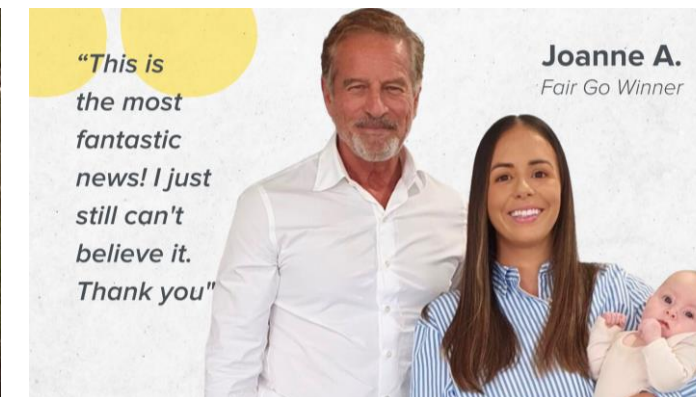 “This is
the most
fantastic
news! I just
still can't
believe it.
Thank you"
Joanne A.
Fair Go Winner